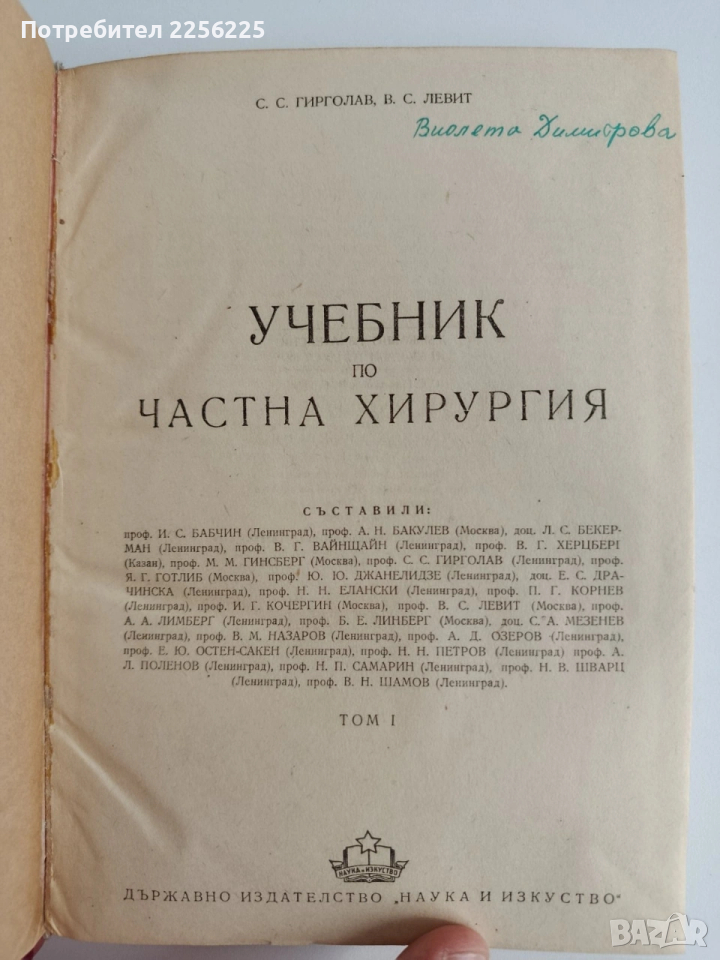 Потребител 2256225
С. С. ГИРГОЛАВ, В. С. ЛЕВИТ
Виолета Димитрова
УЧЕБНИК
ПО
ЧАСТНА ХИРУРГИЯ
СЪСТАВИЛИ:
проф. И. С. БАБЧИН (Ленинград), проф. А. Н. БАКУЛЕВ (Москва), доц. Л. С. БЕКЕР-
МАН (Ленинград), проф. В. Г. ВАЙНЩАЙН (Ленинград), проф. В. Г. ХЕРЦБЕРГ
(Казан), проф. М. М. ГИНСБЕРГ (Москва), проф. С. С. ГИРГОЛАВ (Ленинград), проф.
Я. Г. ГОТЛИБ (Москва), проф. Ю. Ю. ДЖАНЕЛИДЗЕ (Ленинград), доц. Е. С. ДРА-
ЧИНСКА (Ленинград), проф. Н. Н. ЕЛАНСКИ (Ленинград), проф. П. Г. КОРНЕВ
(Ленинград), проф. И. Г. КОЧЕРГИН (Москва), проф. В. С. ЛЕВИТ (Москва), проф.
А. А. ЛИМБЕРГ (Ленинград), проф. Б. Е. ЛИНБЕРГ (Москва), доц. С. А. МЕЗЕНЕВ
(Ленинград), проф. В. М. НАЗАРОВ (Ленинград), проф. А. Д. ОЗЕРОВ (Ленинград),
проф. Е. Ю. ОСТЕН-САКЕН (Ленинград), проф. Н. Н. ПЕТРОВ (Ленинград) проф. А.
Л. ПОЛЕНОВ (Ленинград), проф. Н. П. САМАРИН (Ленинград), проф. Н. В. ШВАРЦ
(Ленинград), проф. В. Н. ШАМОВ (Ленинград).
ТОМ I
НАУКА И ИЗКУСТВО
ДЪРЖАВНО ИЗДАТЕЛСТВО „НАУКА И ИЗКУСТВО"
BAZAR